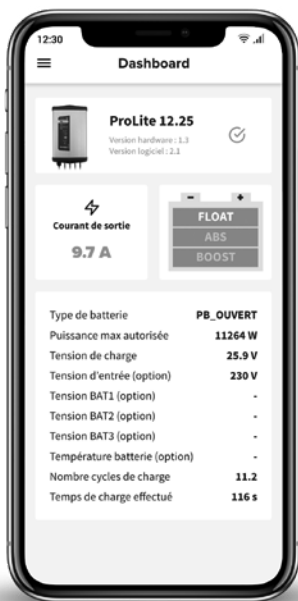 12:30
Dashboard
ProLite 12.25
Version hardware : 1.3
Version logiciel : 2.1
Courant de sortie
9.7 A
- +
FLOAT
ABS
BOOST
Type de batterie PB_OUVERT
Puissance max autorisée 11264 W
Tension de charge 25.9 V
Tension d'entrée (option) 230 V
Tension BAT1 (option) -
Tension BAT2 (option) -
Tension BAT3 (option) -
Température batterie (option) -
Nombre cycles de charge 11.2
Temps de charge effectué 116 s